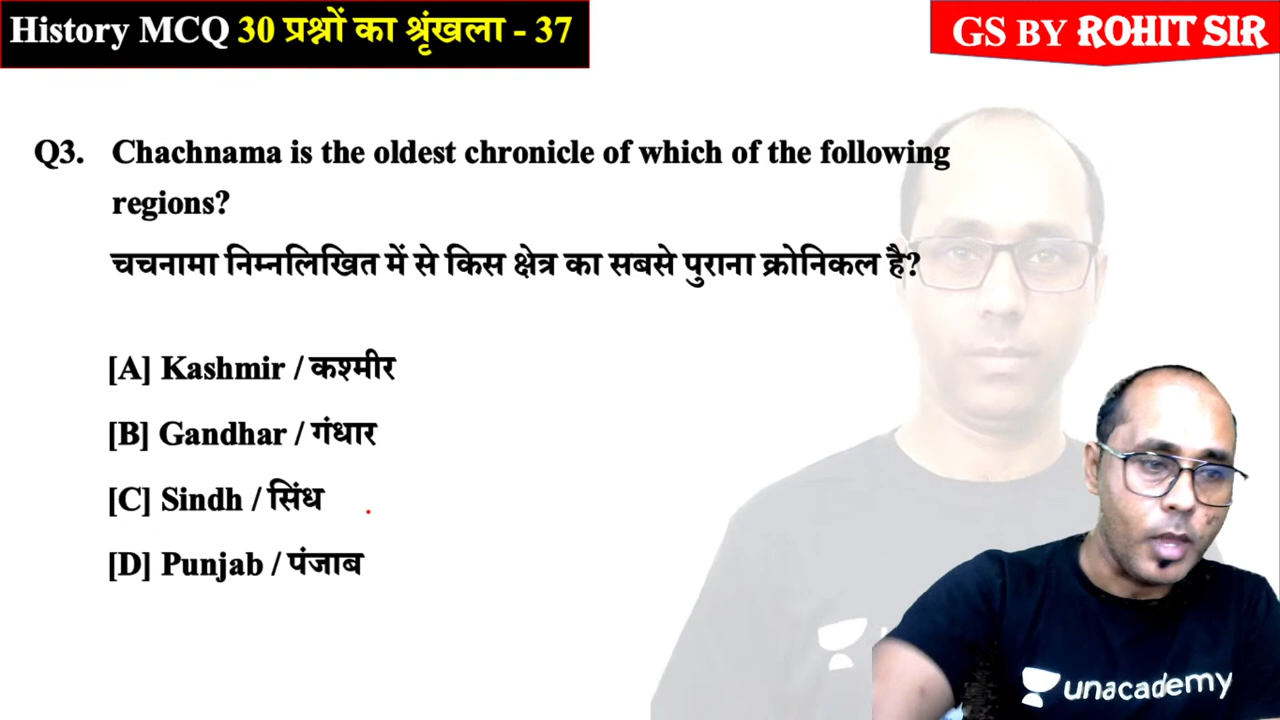 History MCQ 30 प्रश्नों का श्रृंखला - 37
GS BY ROHIT SIR
Q3. Chachnama is the oldest chronicle of which of the following
regions?
चचनामा निम्नलिखित में से किस क्षेत्र का सबसे पुराना क्रोनिकल है?
[A] Kashmir / कश्मीर
[B] Gandhar / गंधार
[C] Sindh / सिंध
[D] Punjab / पंजाब
unacademy